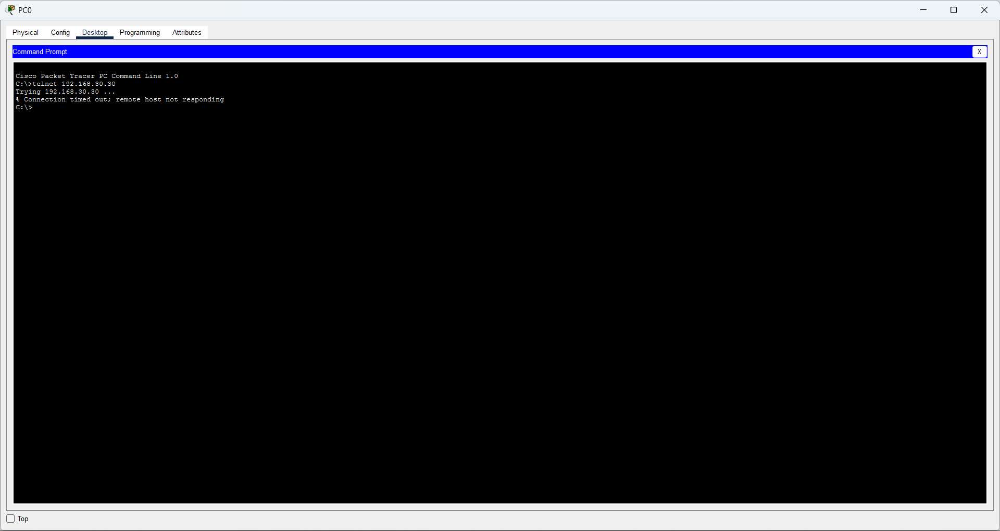 PC0
Physical Config Desktop Programming Attributes
Command Prompt X
Cisco Packet Tracer PC Command Line 1.0
C:\>telnet 192.168.30.30
Trying 192.168.30.30 ...
% Connection timed out; remote host not responding
C:\>
Top